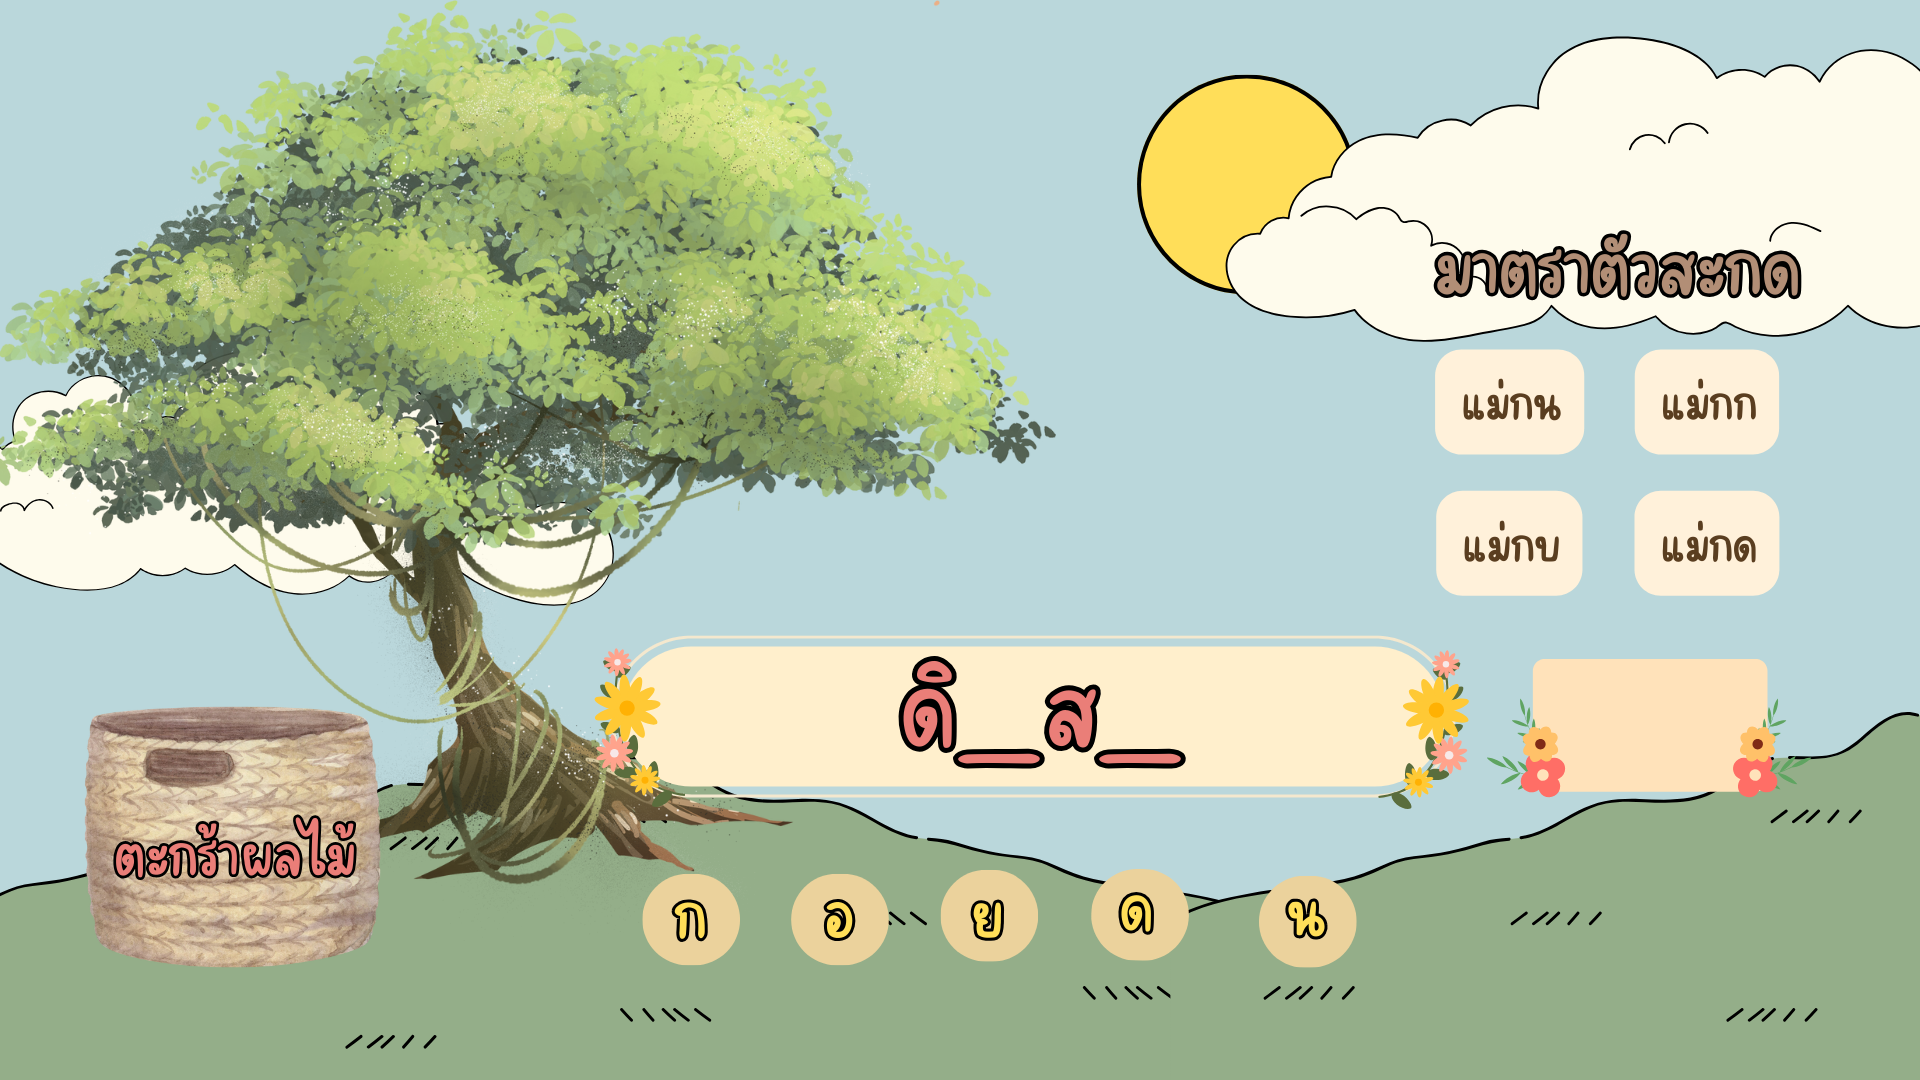 มาตราตัวสะกด
แม่กน แม่กก
แม่กบ แม่กด
ดิ_ส_
ตะกร้าผลไม้
ก อ ย ด น